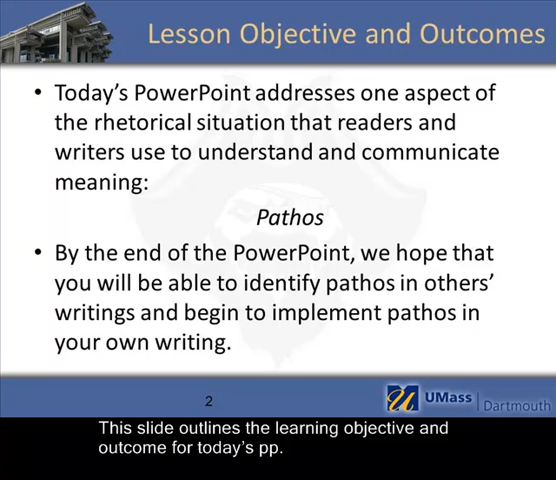 Lesson Objective and Outcomes
• Today's PowerPoint addresses one aspect of
the rhetorical situation that readers and
writers use to understand and communicate
meaning:
Pathos
• By the end of the PowerPoint, we hope that
you will be able to identify pathos in others'
writings and begin to implement pathos in
your own writing.
2
UMass Dartmouth
This slide outlines the learning objective and
outcome for today's pp.